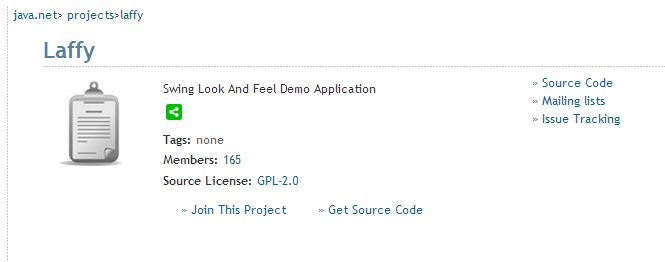 java.net> projects>laffy
Laffy
Swing Look And Feel Demo Application
Tags: none
Members: 165
Source License: GPL-2.0
» Join This Project » Get Source Code
» Source Code
» Mailing lists
» Issue Tracking